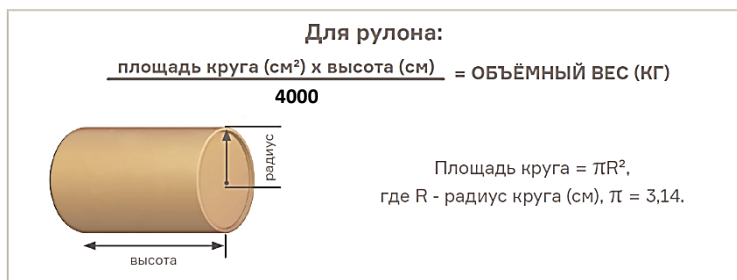 Для рулона:
площадь круга (см²) х высота (см)
4000
= ОБЪЁМНЫЙ ВЕС (КГ)
радиус
высота
Площадь круга = πR²,
где R - радиус круга (см), π = 3,14.